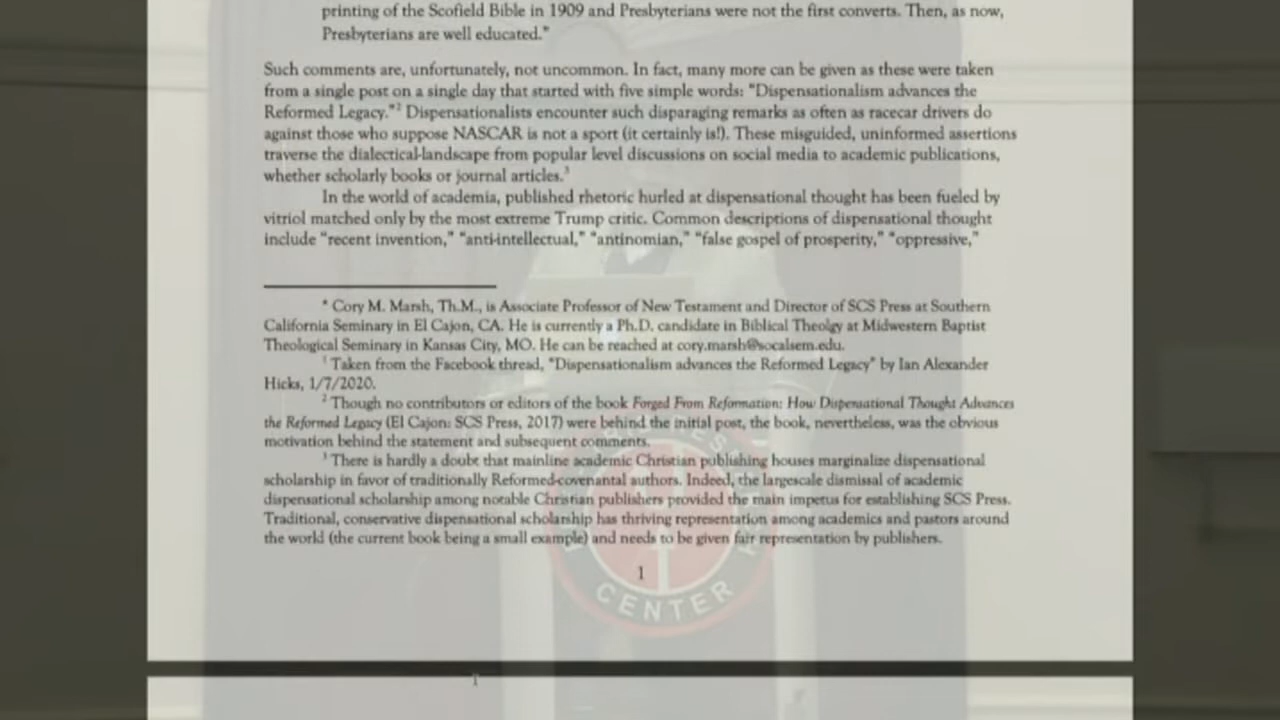 printing of the Scofield Bible in 1909 and Presbyterians were not the first converts. Then, as now,
Presbyterians are well educated."
Such comments are, unfortunately, not uncommon. In fact, many more can be given as these were taken
from a single post on a single day that started with five simple words: "Dispensationalism advances the
Reformed Legacy."² Dispensationalists encounter such disparaging remarks as often as racecar drivers do
against those who suppose NASCAR is not a sport (it certainly is!). These misguided, uninformed assertions
traverse the dialectical-landscape from popular level discussions on social media to academic publications,
whether scholarly books or journal articles.³
In the world of academia, published rhetoric hurled at dispensational thought has been fueled by
vitriol matched only by the most extreme Trump critic. Common descriptions of dispensational thought
include "recent invention," "anti-intellectual," "antinomian," "false gospel of prosperity," "oppressive,"
* Cory M. Marsh, Th.M., is Associate Professor of New Testament and Director of SCS Press at Southern
California Seminary in El Cajon, CA. He is currently a Ph.D. candidate in Biblical Theolgy at Midwestern Baptist
Theological Seminary in Kansas City, MO. He can be reached at cory.marsh@socalsem.edu.
¹ Taken from the Facebook thread, "Dispensationalism advances the Reformed Legacy" by Ian Alexander
Hicks, 1/7/2020.
² Though no contributors or editors of the book Forged From Reformation: How Dispensational Thought Advances
the Reformed Legacy (El Cajon: SCS Press, 2017) were behind the initial post, the book, nevertheless, was the obvious
motivation behind the statement and subsequent comments.
³ There is hardly a doubt that mainline academic Christian publishing houses marginalize dispensational
scholarship in favor of traditionally Reformed-covenantal authors. Indeed, the largescale dismissal of academic
dispensational scholarship among notable Christian publishers provided the main impetus for establishing SCS Press.
Traditional, conservative dispensational scholarship has thriving representation among academics and pastors around
the world (the current book being a small example) and needs to be given fair representation by publishers.
1
CENTER